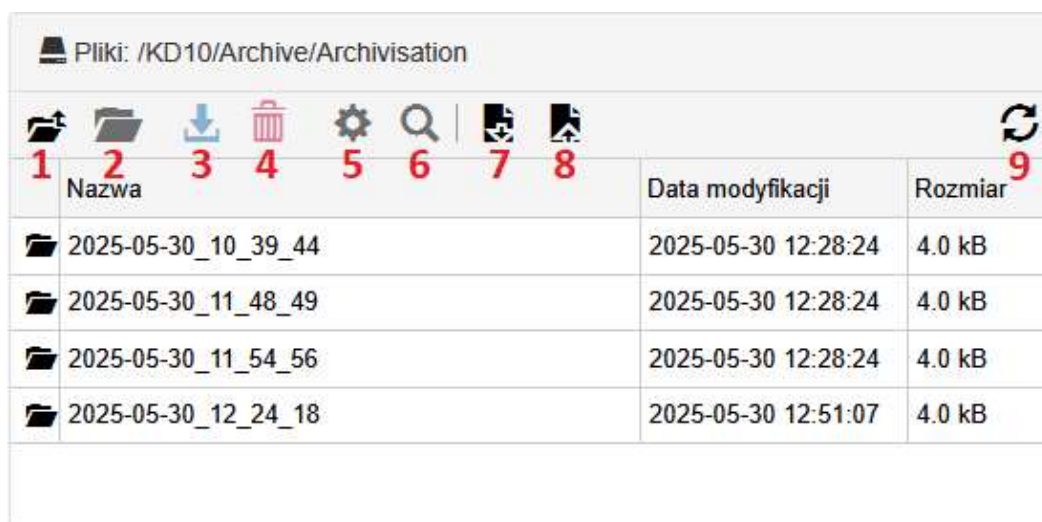 Pliki: /KD10/Archive/Archivisation
1 2 3 4 5 6 7 8 9
Nazwa Data modyfikacji Rozmiar
2025-05-30_10_39_44 2025-05-30 12:28:24 4.0 kB
2025-05-30_11_48_49 2025-05-30 12:28:24 4.0 kB
2025-05-30_11_54_56 2025-05-30 12:28:24 4.0 kB
2025-05-30_12_24_18 2025-05-30 12:51:07 4.0 kB